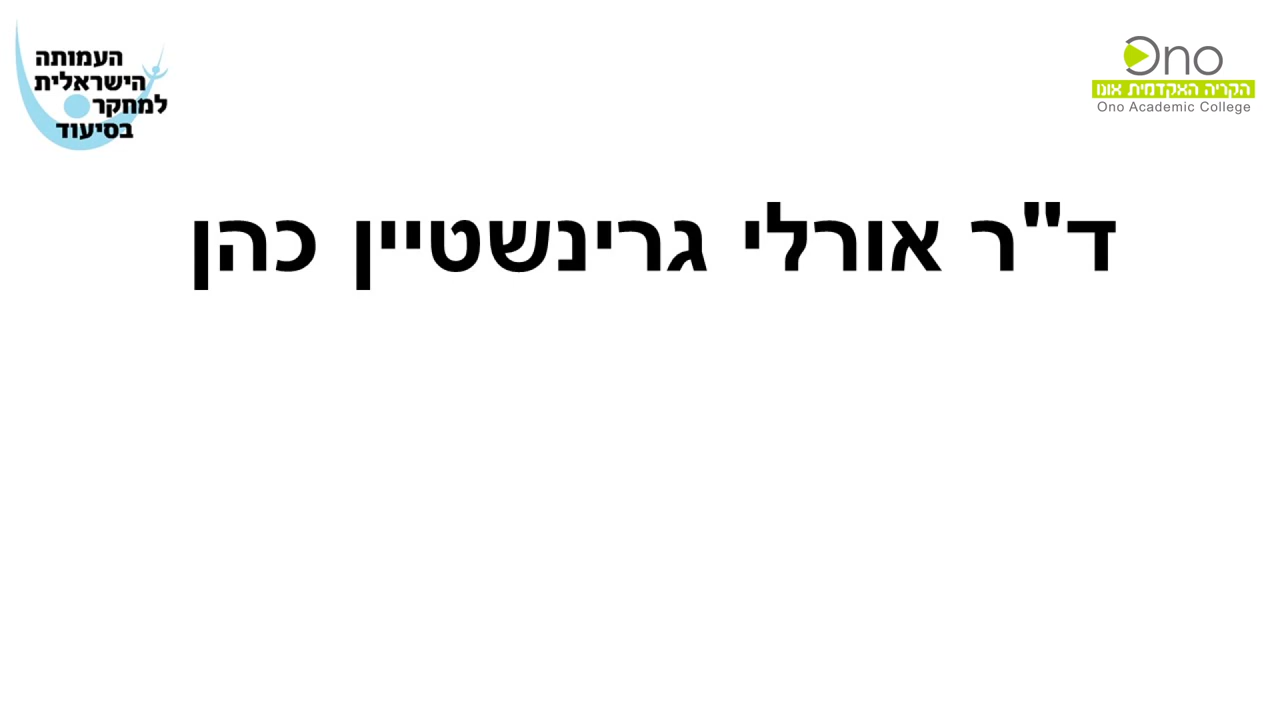 העמותה
הישראלית
למחקר
בסיעוד
Ono
הקריה האקדמית אונו
Ono Academic College
ד"ר אורלי גרינשטיין כהן